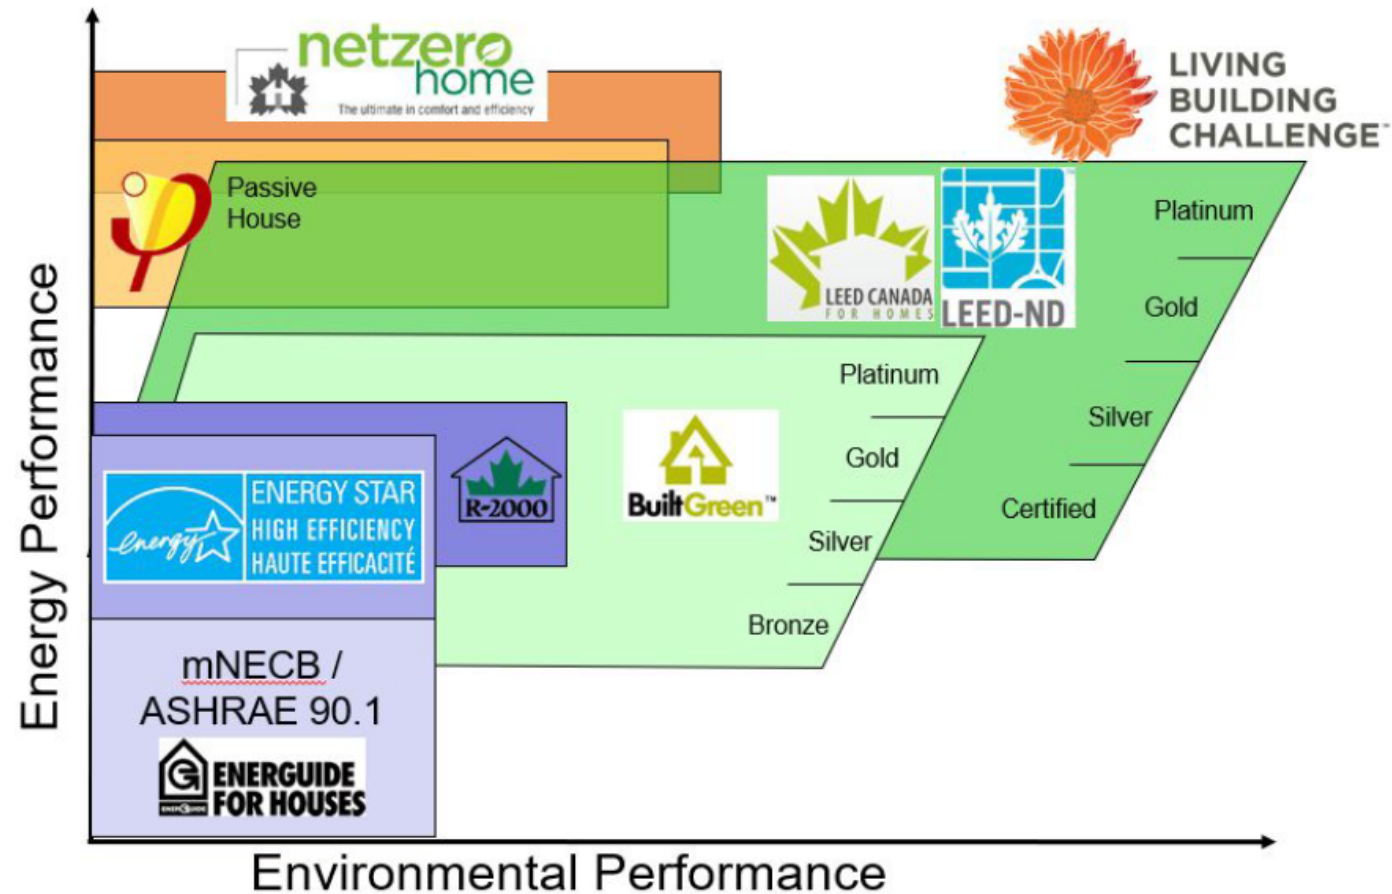 netzero
home
The ultimate in comfort and efficiency
LIVING
BUILDING
CHALLENGE™
Passive
House
LEED CANADA
FOR HOMES
LEED-ND
Platinum
Gold
Silver
Certified
Platinum
Gold
Silver
Bronze
BuiltGreen™
R-2000
energy
ENERGY STAR
HIGH EFFICIENCY
HAUTE EFFICACITÉ
mNECB /
ASHRAE 90.1
ENERGUIDE
FOR HOUSES
Energy Performance
Environmental Performance